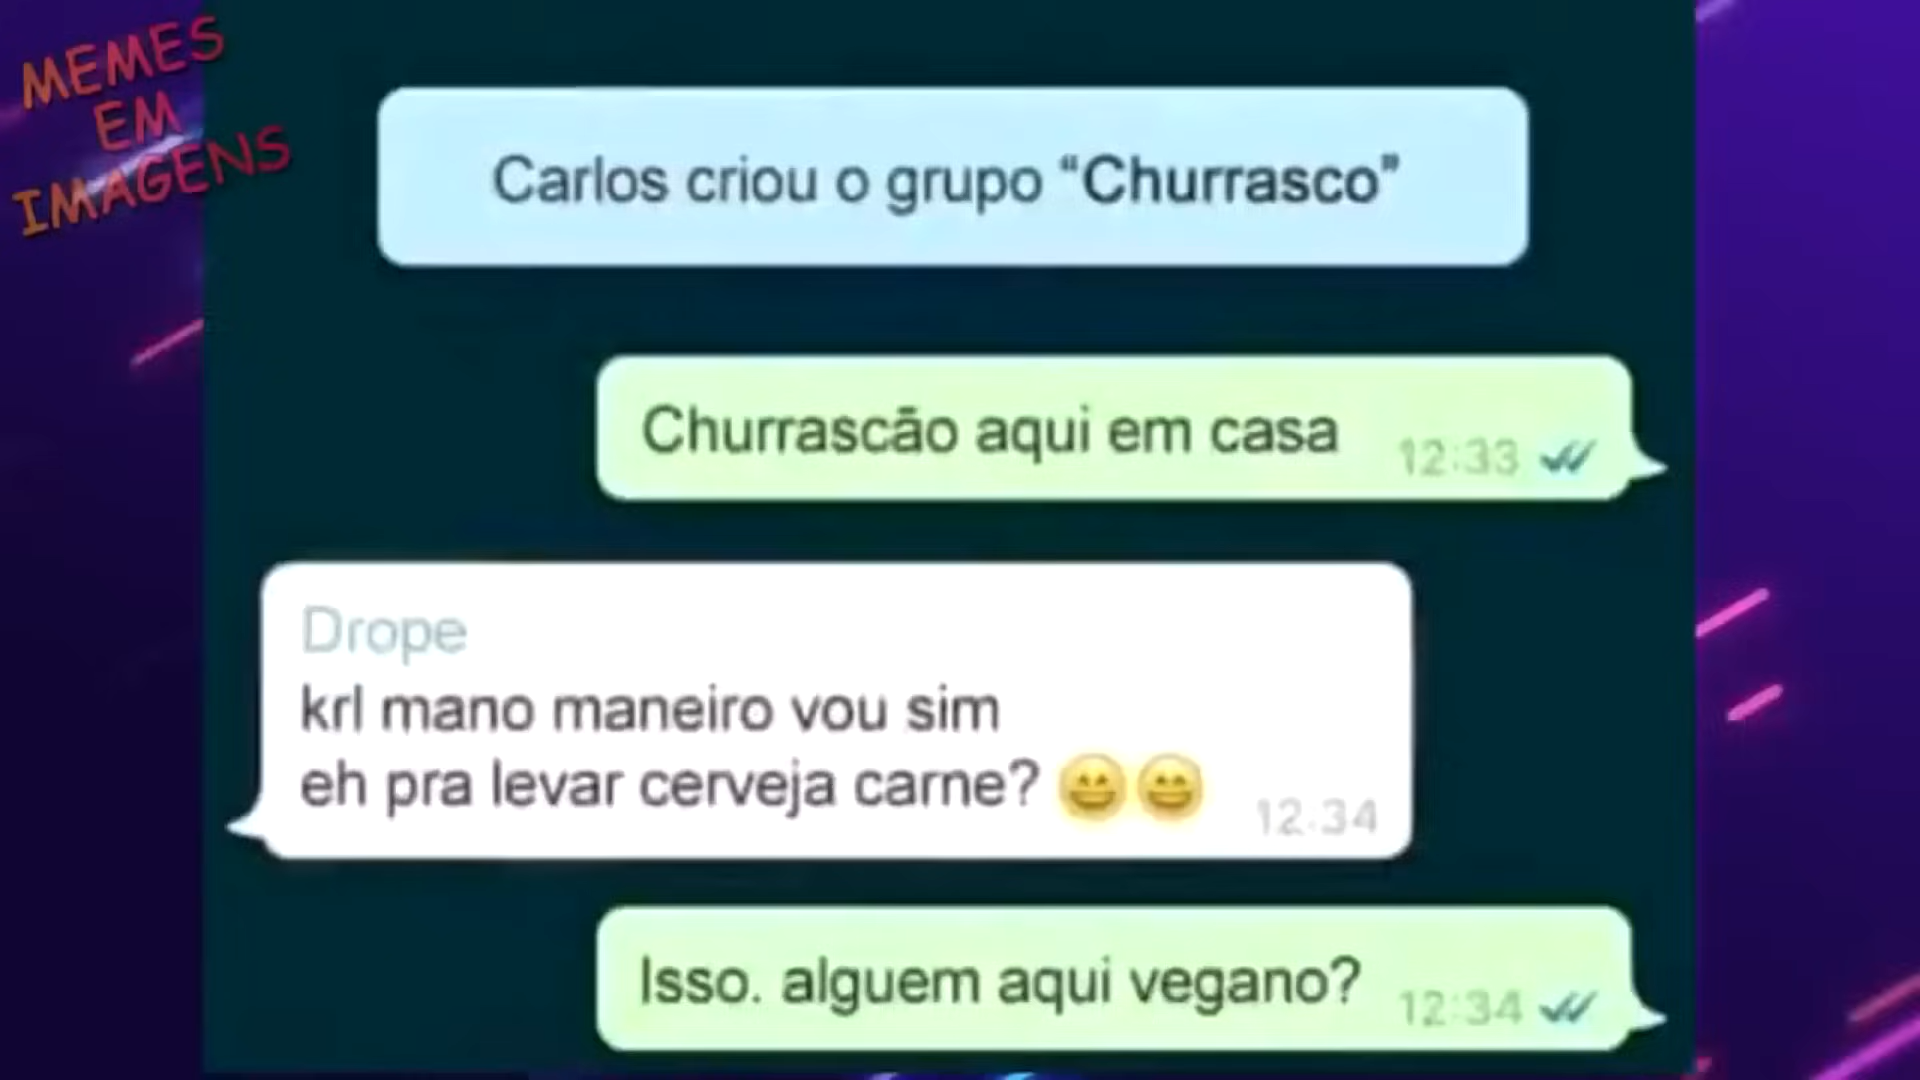 MEMES
EM
IMAGENS
Carlos criou o grupo “Churrasco”
Churrascão aqui em casa 12:33
Drope
krl mano maneiro vou sim
eh pra levar cerveja carne? 😄😄 12:34
Isso. alguem aqui vegano? 12:34